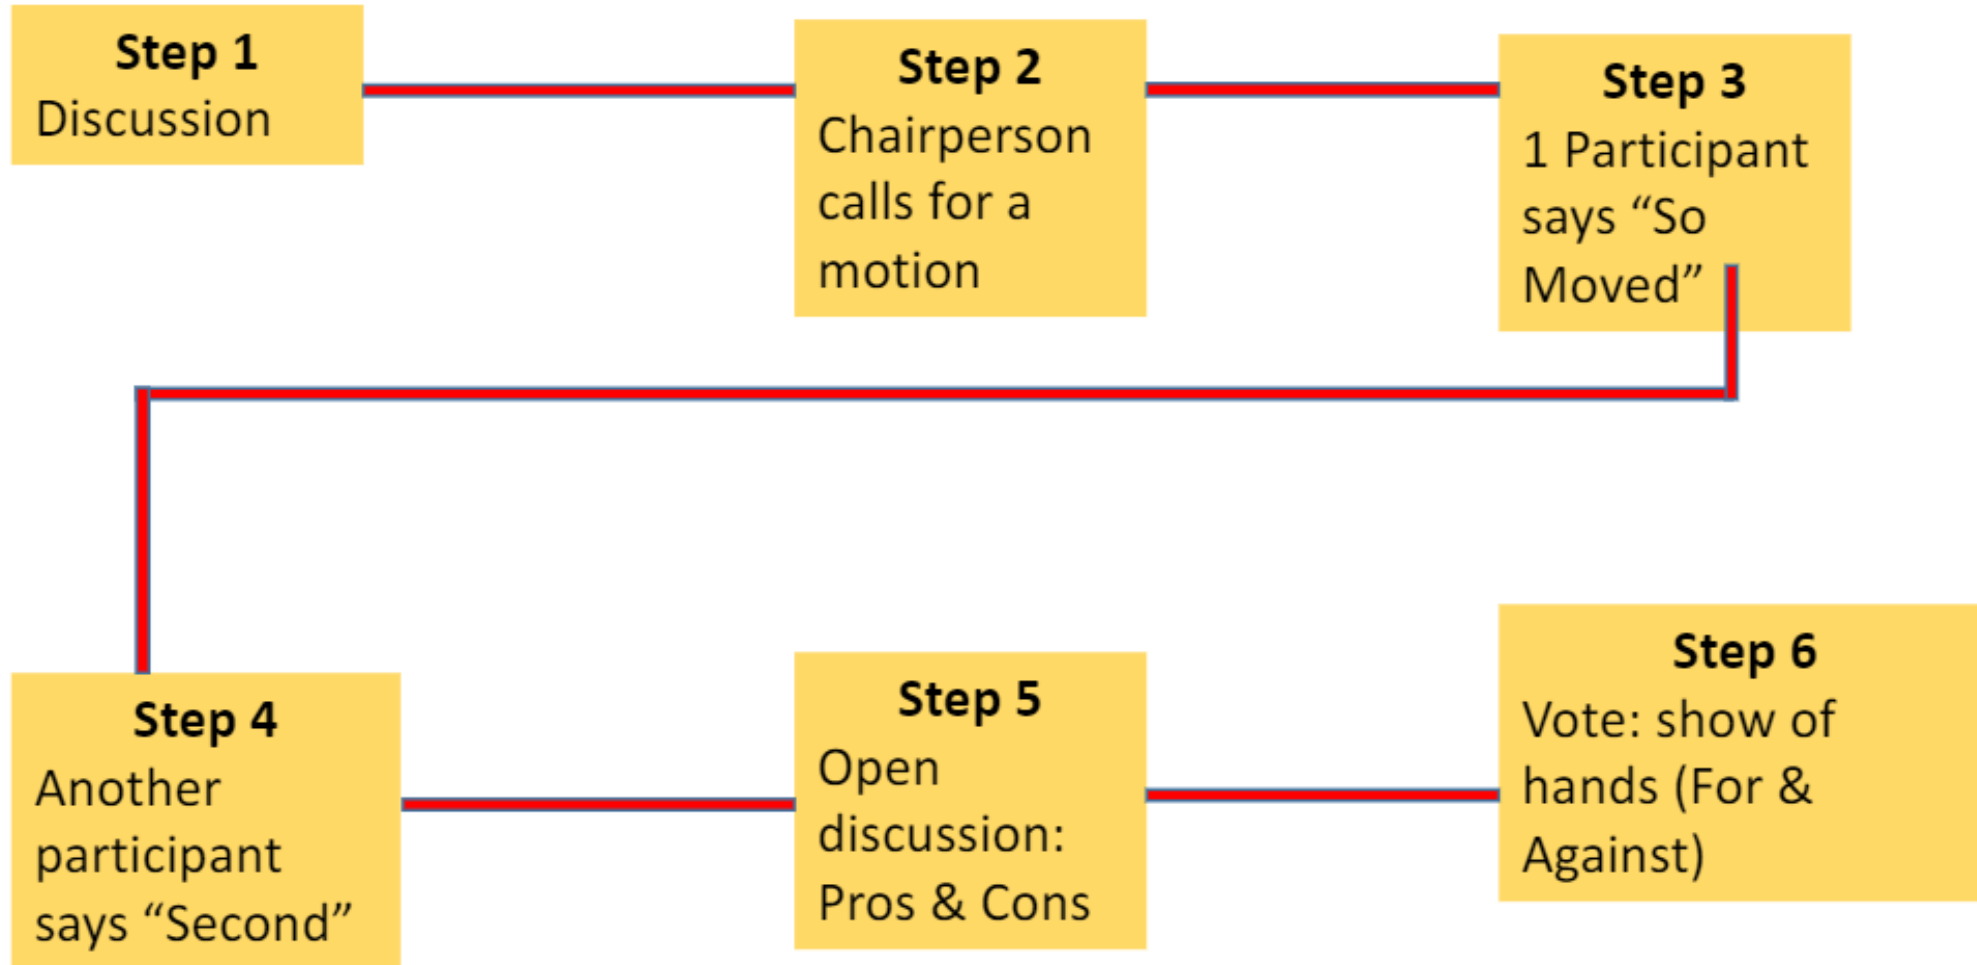 Step 1
Discussion
Step 2
Chairperson
calls for a
motion
Step 3
1 Participant
says “So
Moved”
Step 4
Another
participant
says “Second”
Step 5
Open
discussion:
Pros & Cons
Step 6
Vote: show of
hands (For &
Against)